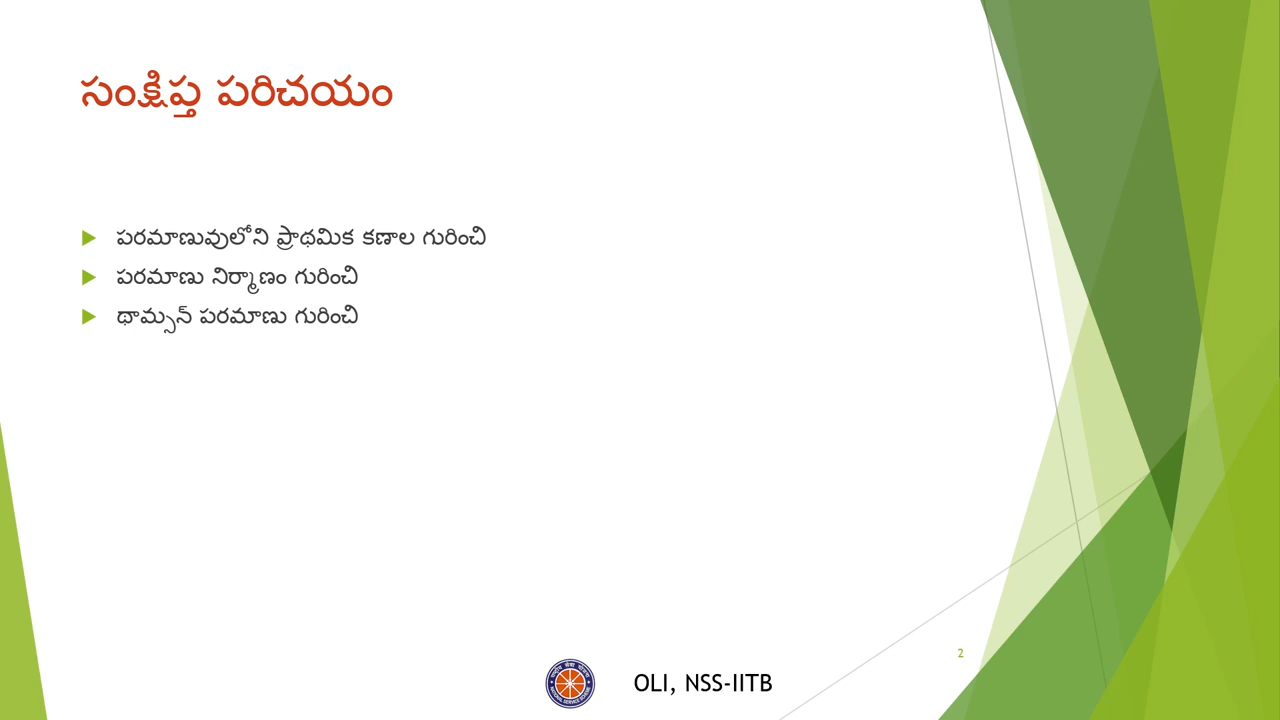 సంక్షిప్త పరిచయం
పరమాణువులోని ప్రాథమిక కణాల గురించి
పరమాణు నిర్మాణం గురించి
థామ్సన్ పరమాణు గురించి
2
OLI, NSS-IITB